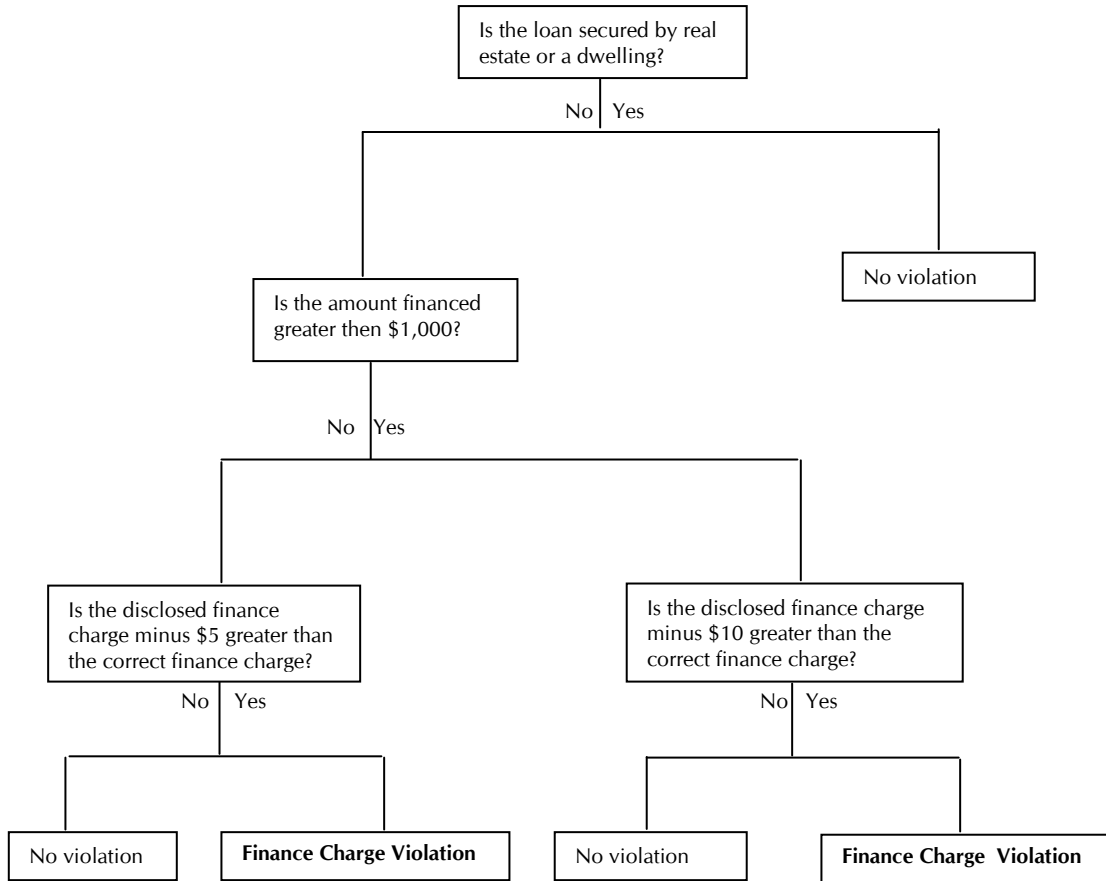 Is the loan secured by real
estate or a dwelling?
No Yes
No violation
Is the amount financed
greater then $1,000?
No Yes
Is the disclosed finance
charge minus $5 greater than
the correct finance charge?
Is the disclosed finance charge
minus $10 greater than the
correct finance charge?
No Yes
No Yes
No violation
Finance Charge Violation
No violation
Finance Charge Violation